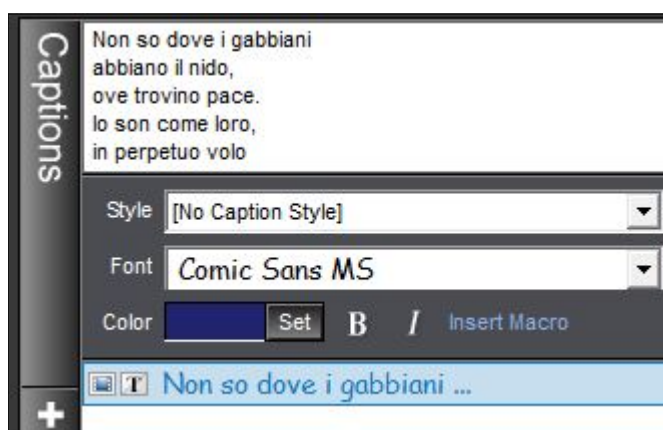 Captions
Non so dove i gabbiani
abbiano il nido,
ove trovino pace.
Io son come loro,
in perpetuo volo
Style [No Caption Style]
Font Comic Sans MS
Color Set B I Insert Macro
T Non so dove i gabbiani ...